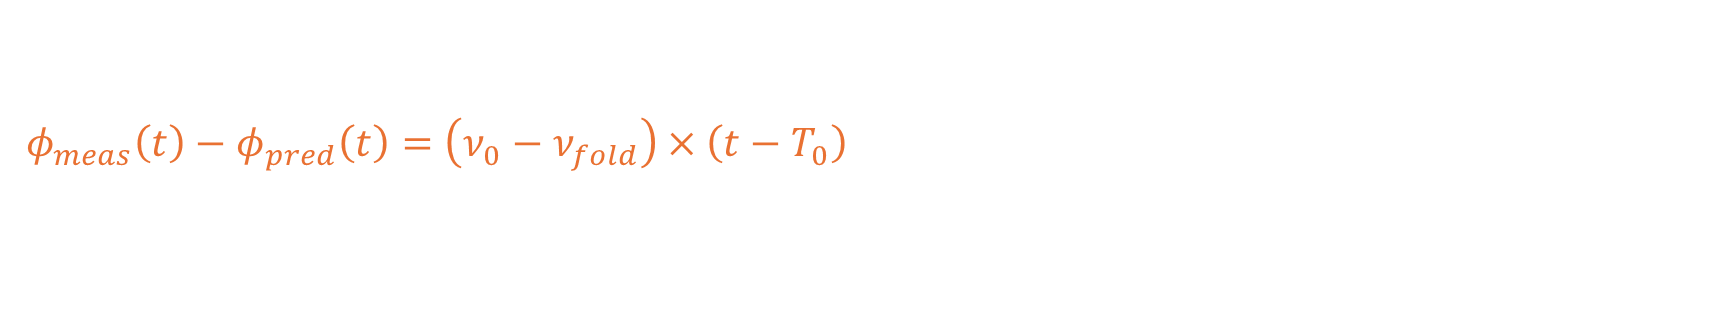 ϕ_meas(t) − ϕ_pred(t) = (ν_0 − ν_fold) × (t − T_0)